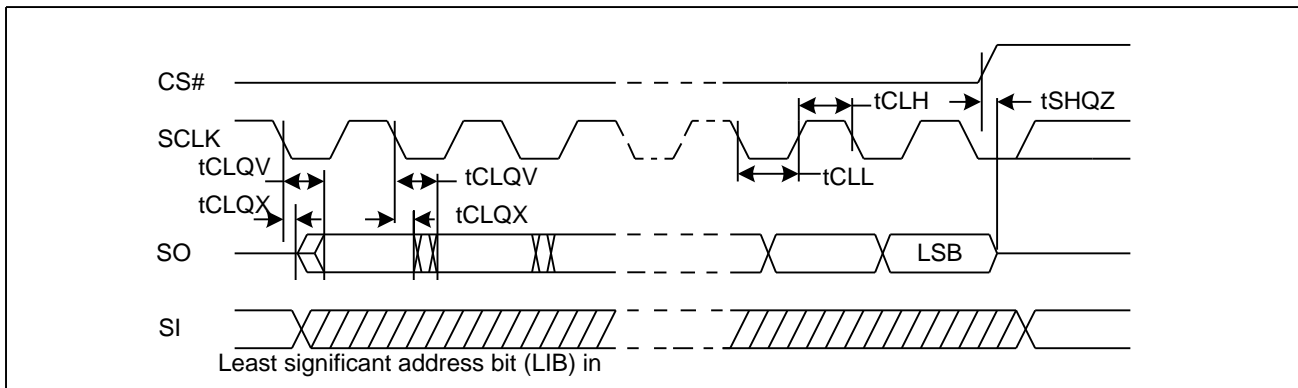 CS#
tCLH
tSHQZ
SCLK
tCLQV
tCLQV
tCLL
tCLQX
tCLQX
SO
LSB
SI
Least significant address bit (LIB) in